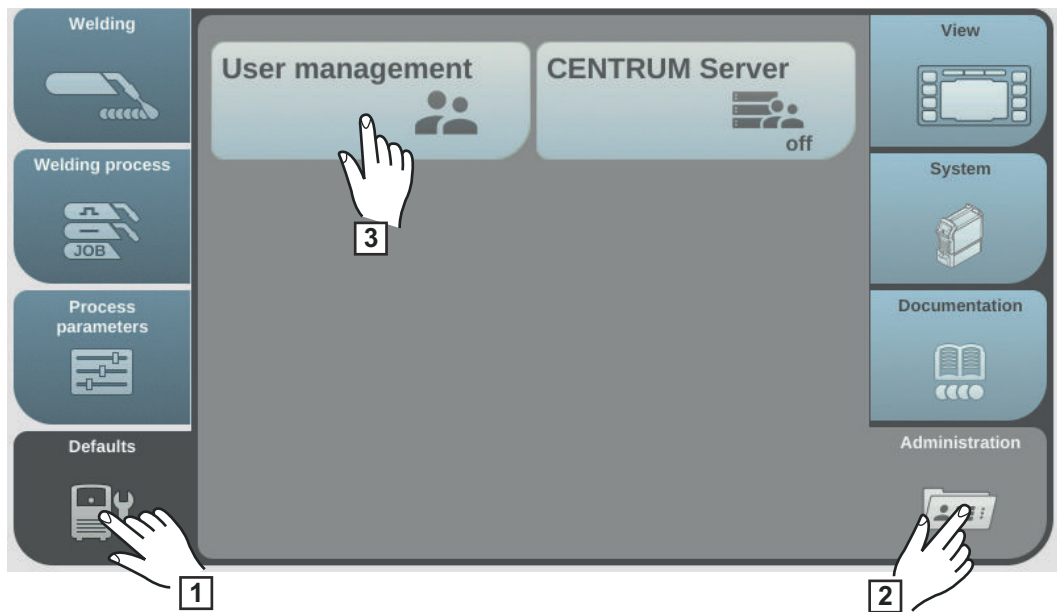 Welding
User management
CENTRUM Server
off
View
Welding process
JOB
System
3
Process
parameters
Documentation
Defaults
Administration
1
2